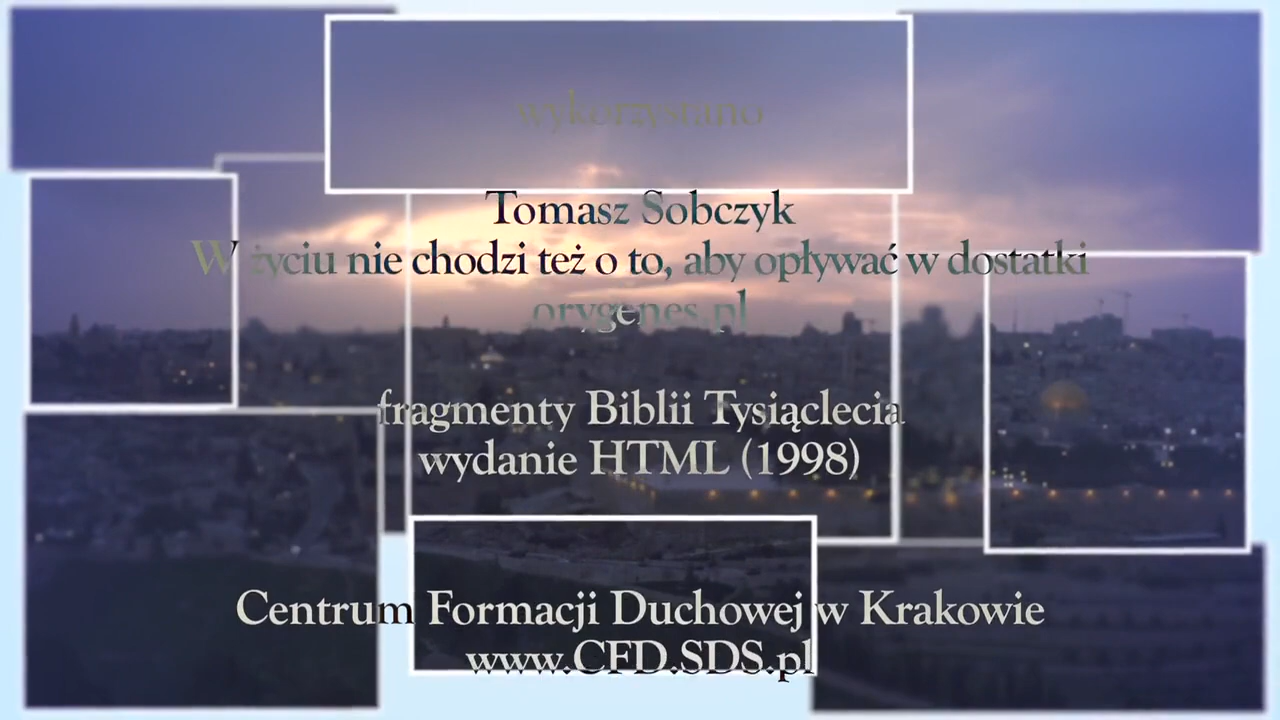 wykorzystano
Tomasz Sobczyk
W życiu nie chodzi też o to, aby opływać w dostatki
orygenes.pl
fragmenty Biblii Tysiąclecia
wydanie HTML (1998)
Centrum Formacji Duchowej w Krakowie
www.CFD.SDS.pl